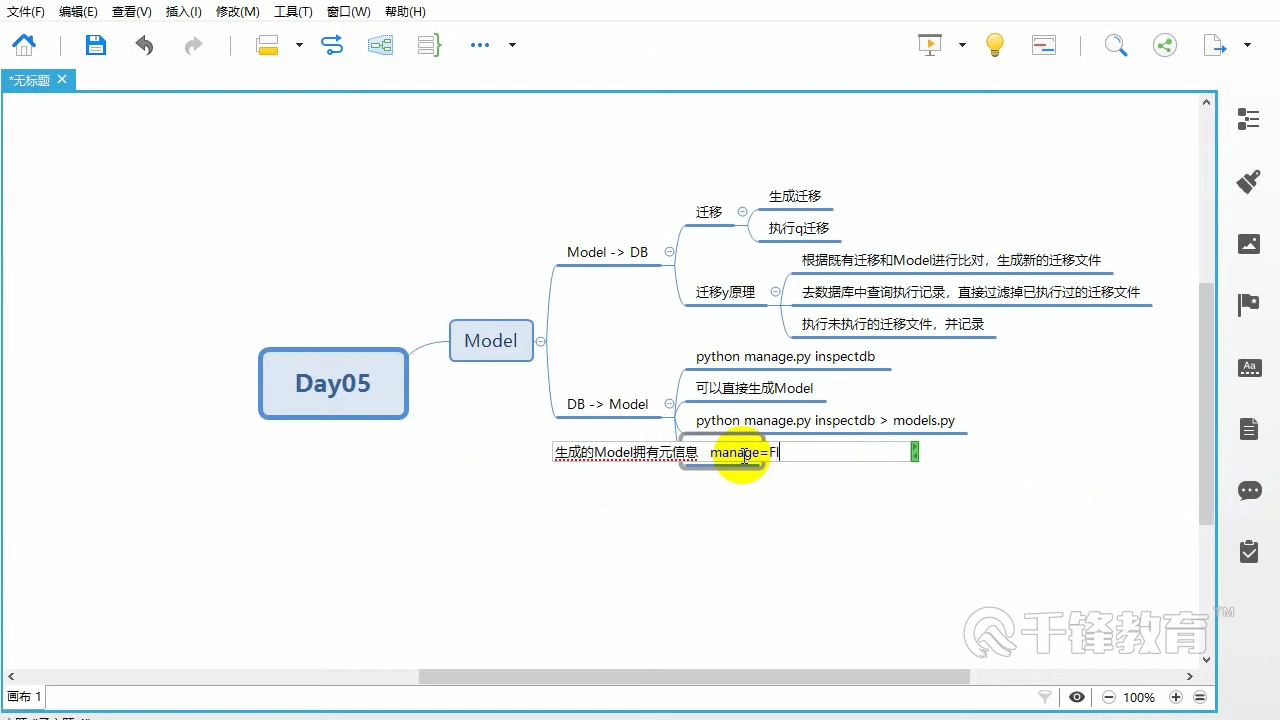 文件(F) 编辑(E) 查看(V) 插入(I) 修改(M) 工具(T) 窗口(W) 帮助(H)
*无标题
生成迁移
迁移
执行q迁移
Model -> DB
根据既有迁移和Model进行比对，生成新的迁移文件
迁移y原理
去数据库中查询执行记录，直接过滤掉已执行过的迁移文件
执行未执行的迁移文件，并记录
Model
python manage.py inspectdb
Day05
可以直接生成Model
DB -> Model
python manage.py inspectdb > models.py
生成的Model拥有元信息 manage=Fl
Aa
千锋教育 TM
画布 1
100%